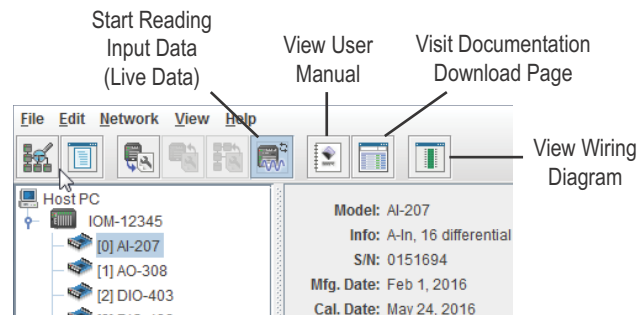 Start Reading
Input Data
(Live Data)
View User
Manual
Visit Documentation
Download Page
File Edit Network View Help
View Wiring
Diagram
Host PC
IOM-12345
[0] AI-207
[1] AO-308
[2] DIO-403
Model: AI-207
Info: A-In, 16 differential
S/N: 0151694
Mfg. Date: Feb 1, 2016
Cal. Date: May 24, 2016